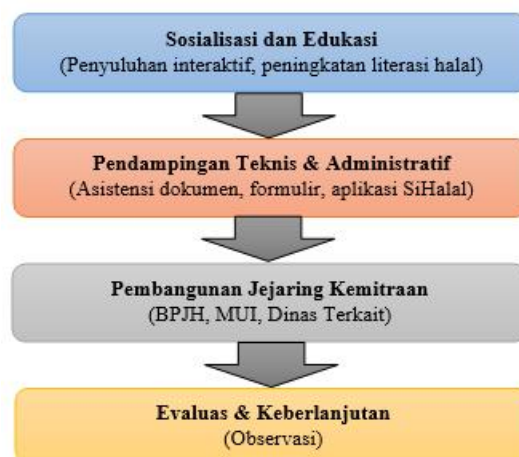 Sosialisasi dan Edukasi
(Penyuluhan interaktif, peningkatan literasi halal)
Pendampingan Teknis & Administratif
(Asistensi dokumen, formulir, aplikasi SiHalal)
Pembangunan Jejaring Kemitraan
(BPJH, MUI, Dinas Terkait)
Evaluas & Keberlanjutan
(Observasi)